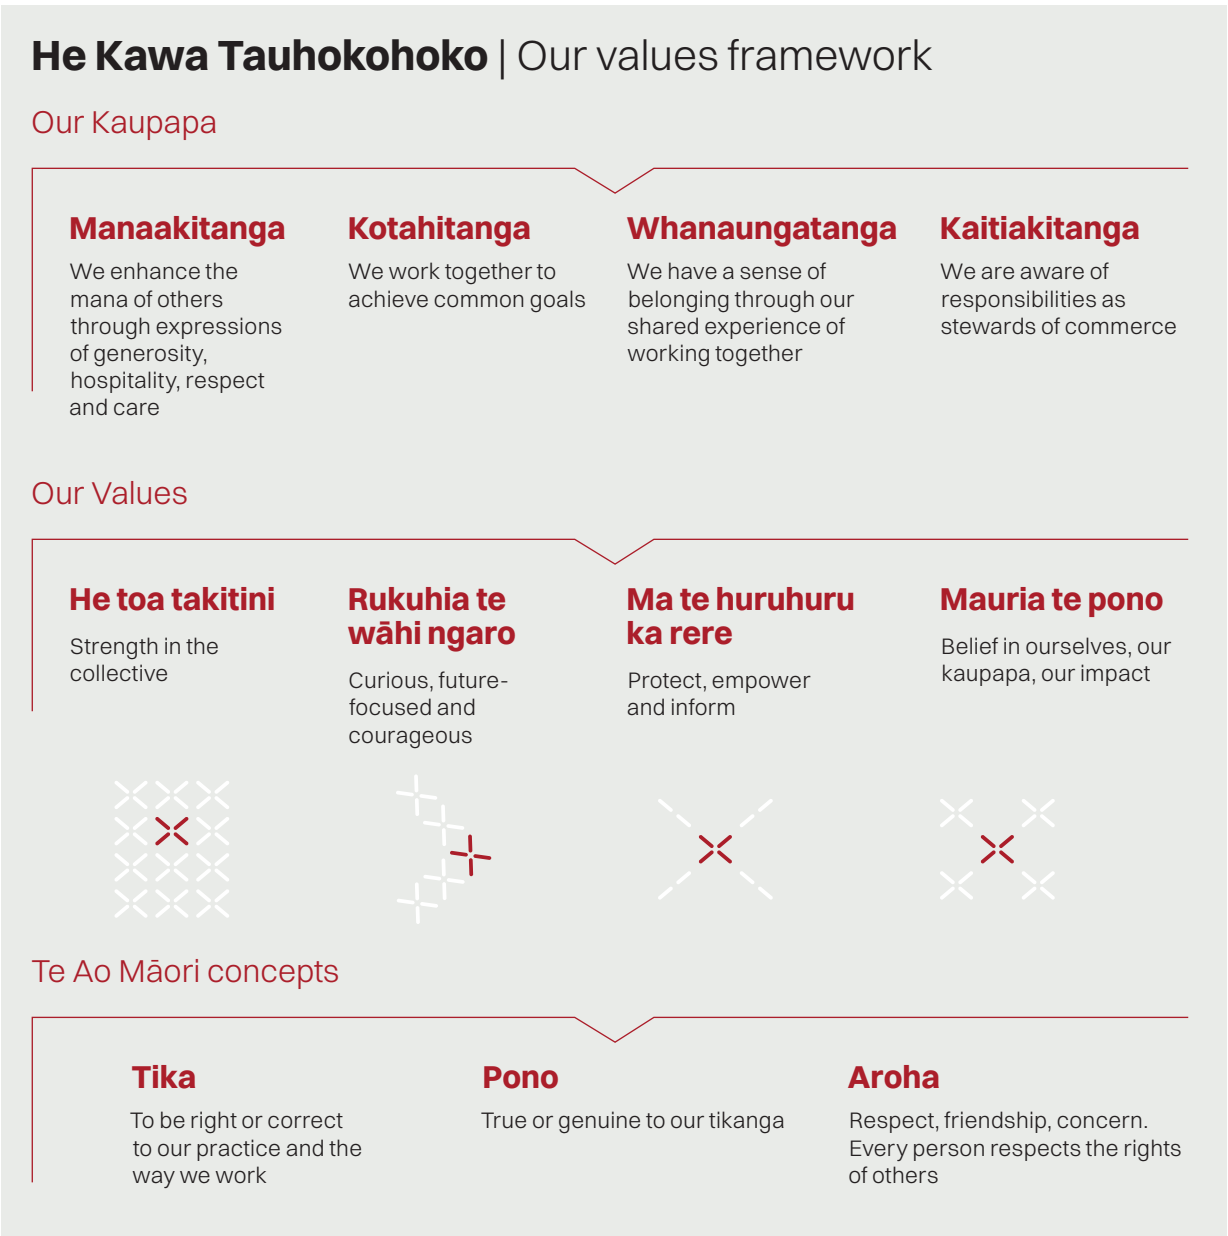 He Kawa Tauhokohoko | Our values framework
Our Kaupapa
Manaakitanga
We enhance the
mana of others
through expressions
of generosity,
hospitality, respect
and care
Kotahitanga
We work together to
achieve common goals
Whanaungatanga
We have a sense of
belonging through our
shared experience of
working together
Kaitiakitanga
We are aware of
responsibilities as
stewards of commerce
Our Values
He toa takitini
Strength in the
collective
Rukuhia te
wāhi ngaro
Curious, future-
focused and
courageous
Ma te huruhuru
ka rere
Protect, empower
and inform
Mauria te pono
Belief in ourselves, our
kaupapa, our impact
Te Ao Māori concepts
Tika
To be right or correct
to our practice and the
way we work
Pono
True or genuine to our tikanga
Aroha
Respect, friendship, concern.
Every person respects the rights
of others